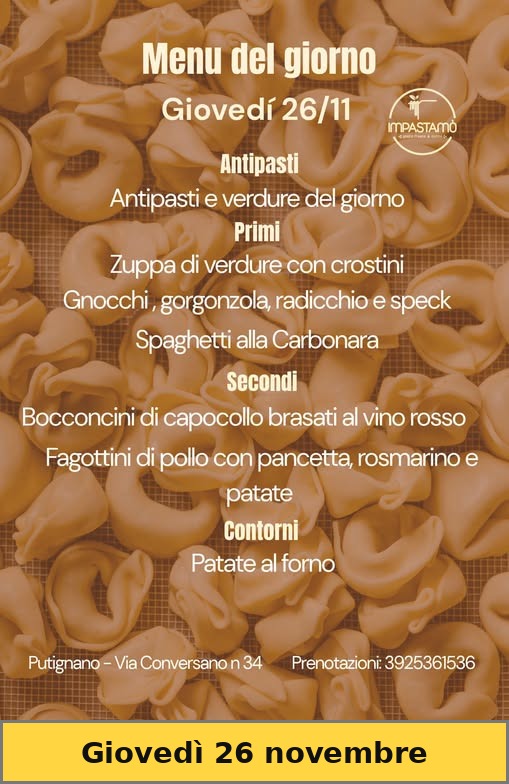 Menu del giorno
Giovedí 26/11
IMPASTAMÒ
Antipasti
Antipasti e verdure del giorno
Primi
Zuppa di verdure con crostini
Gnocchi , gorgonzola, radicchio e speck
Spaghetti alla Carbonara
Secondi
Bocconcini di capocollo brasati al vino rosso
Fagottini di pollo con pancetta, rosmarino e
patate
Contorni
Patate al forno
Putignano - Via Conversano n 34 Prenotazioni: 3925361536
Giovedì 26 novembre